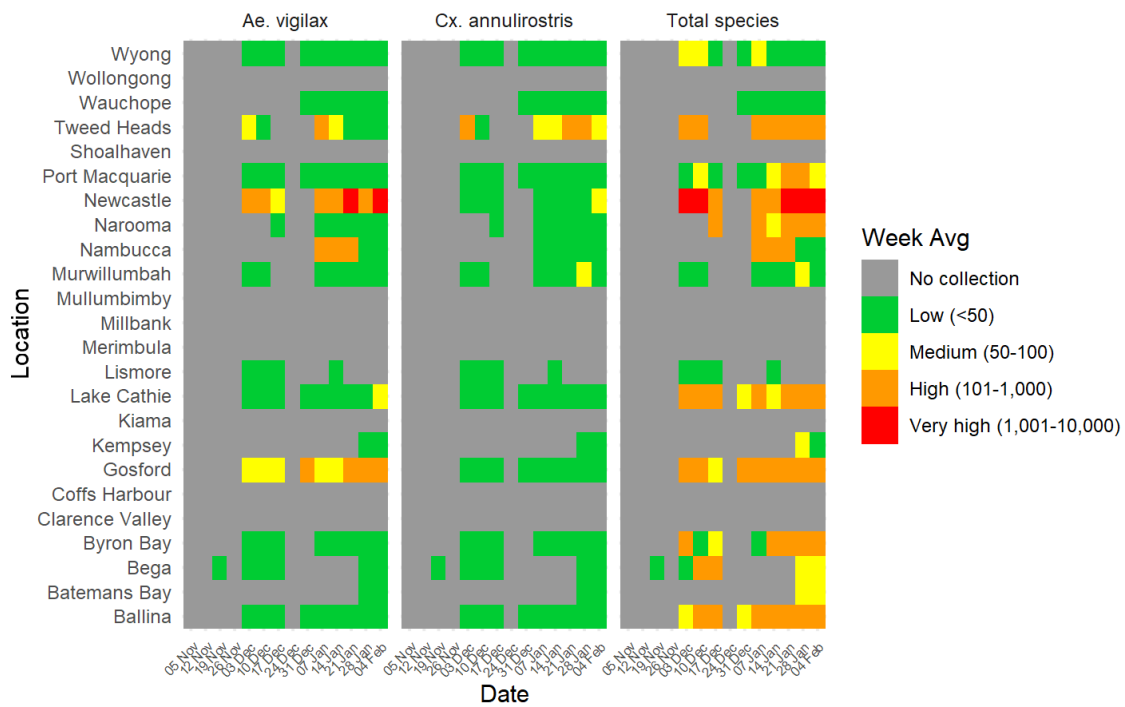 Ae. vigilax
Cx. annulirostris
Total species
Location
Wyong
Wollongong
Wauchope
Tweed Heads
Shoalhaven
Port Macquarie
Newcastle
Narooma
Nambucca
Murwillumbah
Mullumbimby
Millbank
Merimbula
Lismore
Lake Cathie
Kiama
Kempsey
Gosford
Coffs Harbour
Clarence Valley
Byron Bay
Bega
Batemans Bay
Ballina
05 Nov
12 Nov
19 Nov
26 Nov
03 Dec
10 Dec
17 Dec
24 Dec
31 Dec
07 Jan
14 Jan
21 Jan
28 Jan
04 Feb
05 Nov
12 Nov
19 Nov
26 Nov
03 Dec
10 Dec
17 Dec
24 Dec
31 Dec
07 Jan
14 Jan
21 Jan
28 Jan
04 Feb
05 Nov
12 Nov
19 Nov
26 Nov
03 Dec
10 Dec
17 Dec
24 Dec
31 Dec
07 Jan
14 Jan
21 Jan
28 Jan
04 Feb
Date
Week Avg
No collection
Low (<50)
Medium (50-100)
High (101-1,000)
Very high (1,001-10,000)